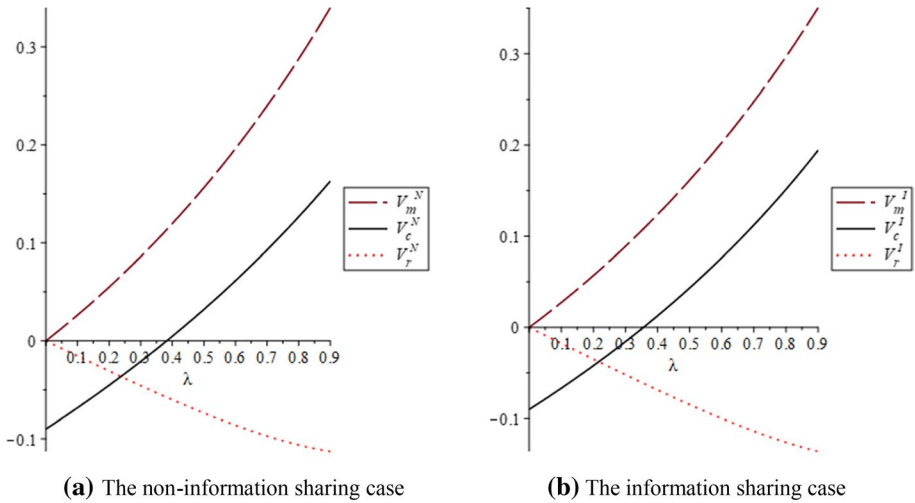 0.3
0.2
0.1
0
−0.1
0.1 0.2 0.3 0.4 0.5 0.6 0.7 0.8 0.9
λ
V_m^N
V_c^N
V_r^N
(a) The non-information sharing case
0.3
0.2
0.1
0
−0.1
0.1 0.2 0.3 0.4 0.5 0.6 0.7 0.8 0.9
λ
V_m^I
V_c^I
V_r^I
(b) The information sharing case